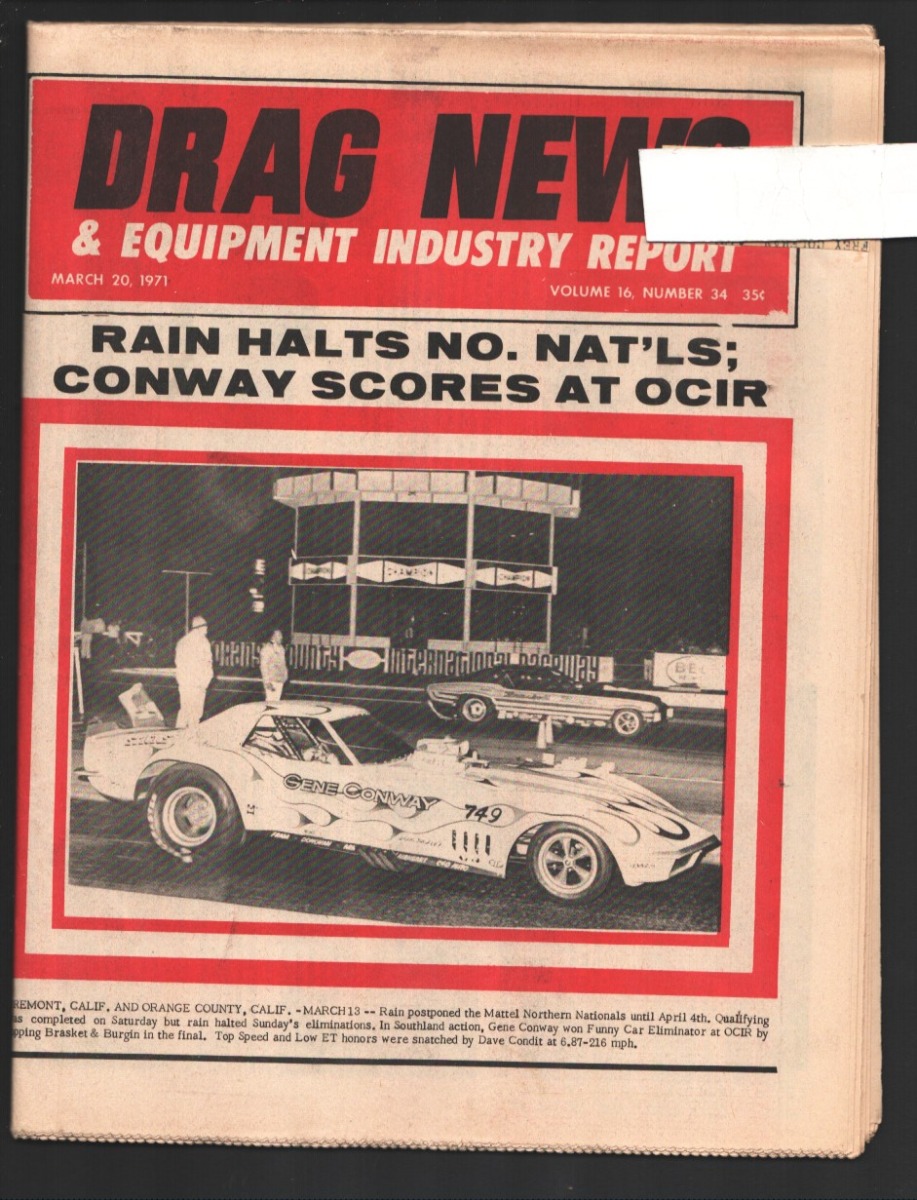 DRAG NEWS
& EQUIPMENT INDUSTRY REPORT
MARCH 20, 1971
VOLUME 16, NUMBER 34 35¢
RAIN HALTS NO. NAT'LS;
CONWAY SCORES AT OCIR
CHAMPION
International Raceway
GENE CONWAY
749
REMONT, CALIF. AND ORANGE COUNTY, CALIF. - MARCH 13 -- Rain postponed the Mattel Northern Nationals until April 4th. Qualifying
as completed on Saturday but rain halted Sunday's eliminations. In Southland action, Gene Conway won Funny Car Eliminator at OCIR by
pping Brasket & Burgin in the final. Top Speed and Low ET honors were snatched by Dave Condit at 6.87-216 mph.